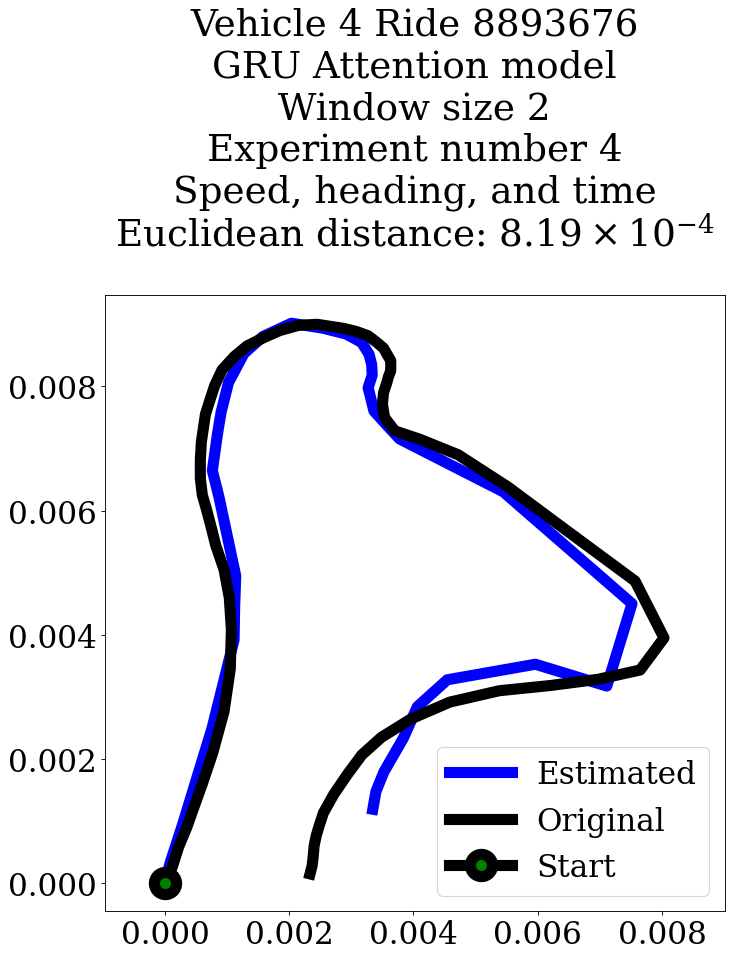 Vehicle 4 Ride 8893676
GRU Attention model
Window size 2
Experiment number 4
Speed, heading, and time
Euclidean distance: 8.19 × 10⁻⁴
0.008
0.006
0.004
0.002
0.000
Estimated
Original
Start
0.000 0.002 0.004 0.006 0.008